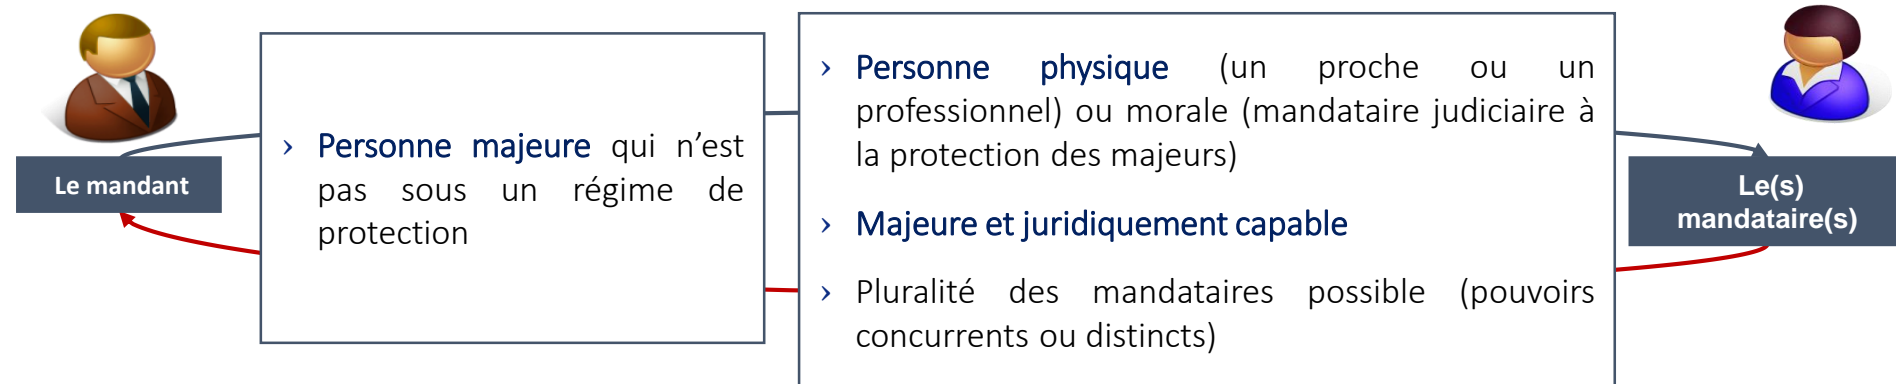 Le mandant
› Personne majeure qui n’est
pas sous un régime de
protection
› Personne physique (un proche ou un
professionnel) ou morale (mandataire judiciaire à
la protection des majeurs)
› Majeure et juridiquement capable
› Pluralité des mandataires possible (pouvoirs
concurrents ou distincts)
Le(s)
mandataire(s)